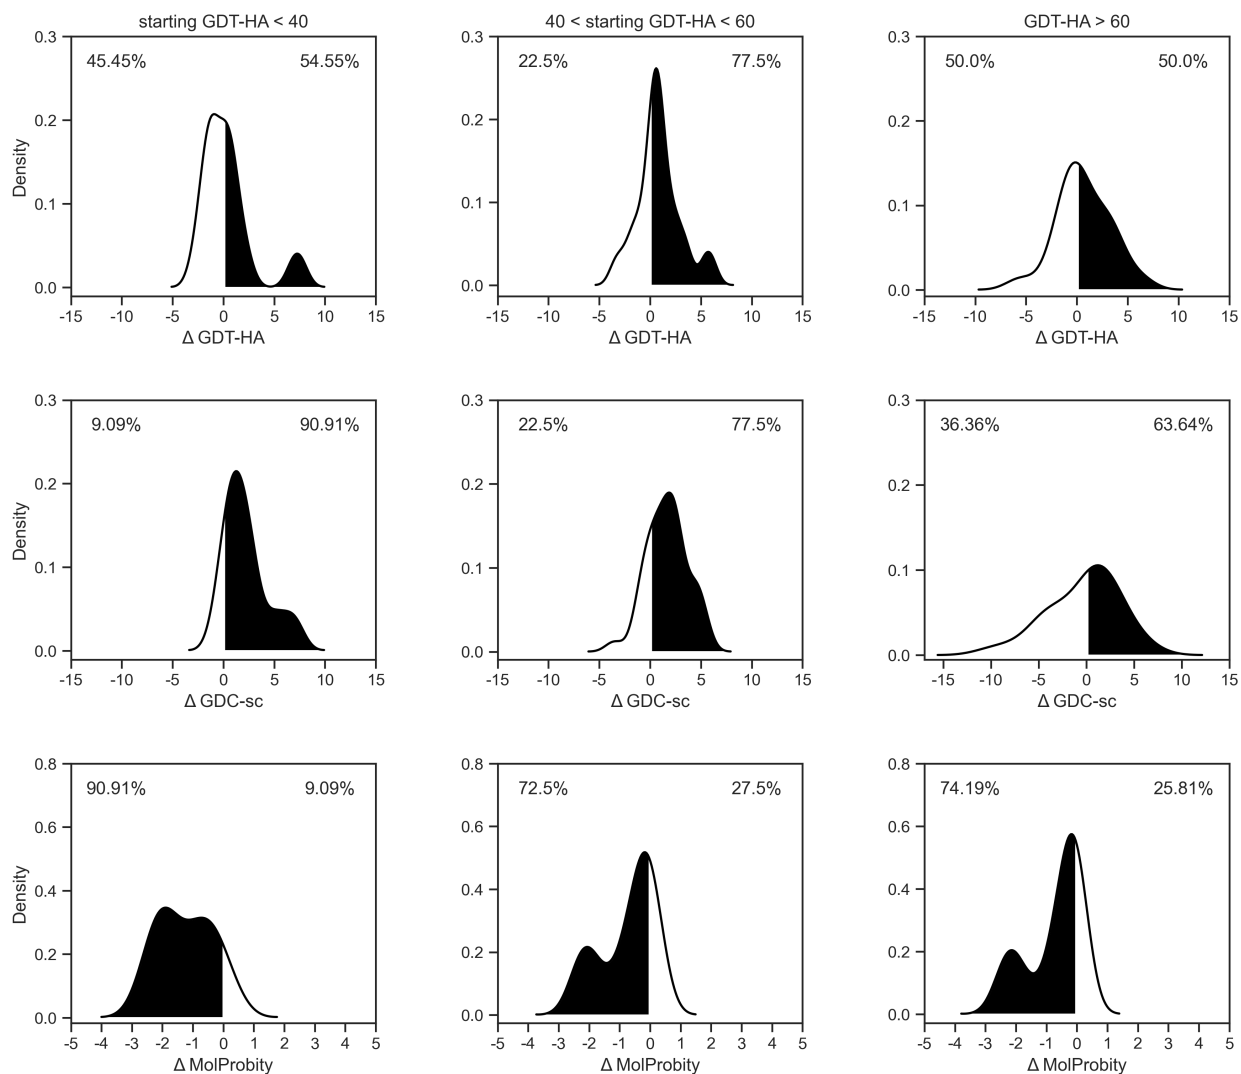 starting GDT-HA < 40
40 < starting GDT-HA < 60
GDT-HA > 60
0.3 0.3 0.3
45.45% 54.55% 22.5% 77.5% 50.0% 50.0%
0.2 0.2 0.2
Density
0.1 0.1 0.1
0.0 0.0 0.0
-15 -10 -5 0 5 10 15 -15 -10 -5 0 5 10 15 -15 -10 -5 0 5 10 15
Δ GDT-HA Δ GDT-HA Δ GDT-HA
0.3 0.3 0.3
9.09% 90.91% 22.5% 77.5% 36.36% 63.64%
0.2 0.2 0.2
Density
0.1 0.1 0.1
0.0 0.0 0.0
-15 -10 -5 0 5 10 15 -15 -10 -5 0 5 10 15 -15 -10 -5 0 5 10 15
Δ GDC-sc Δ GDC-sc Δ GDC-sc
0.8 0.8 0.8
90.91% 9.09% 72.5% 27.5% 74.19% 25.81%
0.6 0.6 0.6
Density
0.4 0.4 0.4
0.2 0.2 0.2
0.0 0.0 0.0
-5 -4 -3 -2 -1 0 1 2 3 4 5 -5 -4 -3 -2 -1 0 1 2 3 4 5 -5 -4 -3 -2 -1 0 1 2 3 4 5
Δ MolProbity Δ MolProbity Δ MolProbity